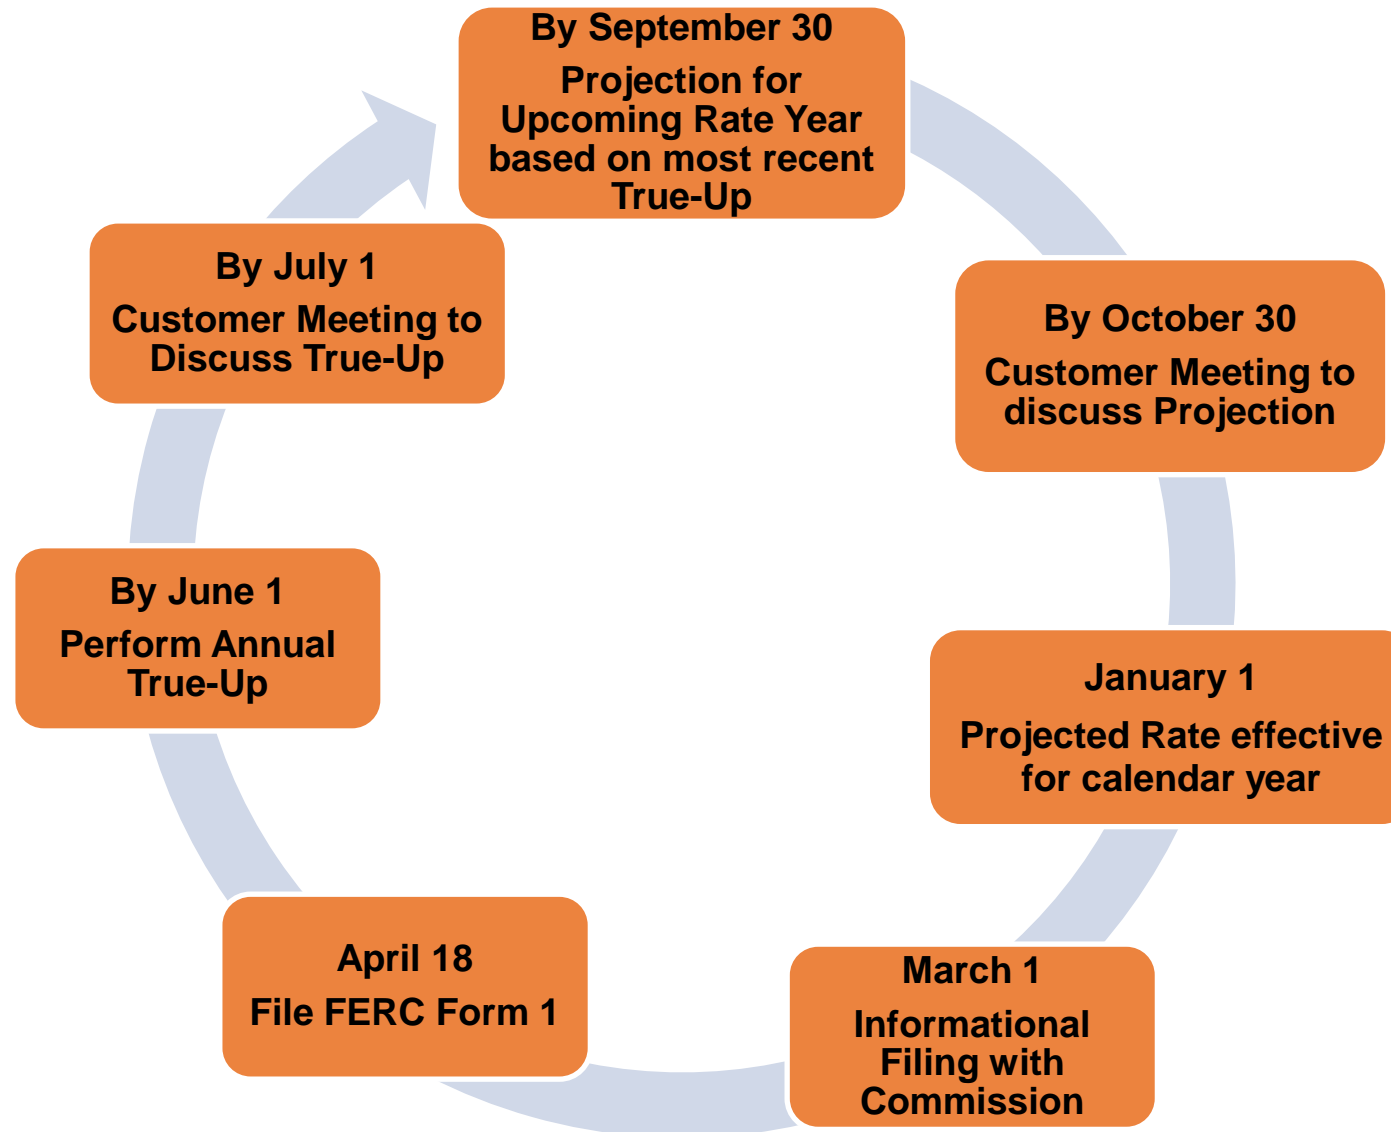 By September 30
Projection for
Upcoming Rate Year
based on most recent
True-Up
By October 30
Customer Meeting to
discuss Projection
January 1
Projected Rate effective
for calendar year
March 1
Informational
Filing with
Commission
April 18
File FERC Form 1
By June 1
Perform Annual
True-Up
By July 1
Customer Meeting to
Discuss True-Up